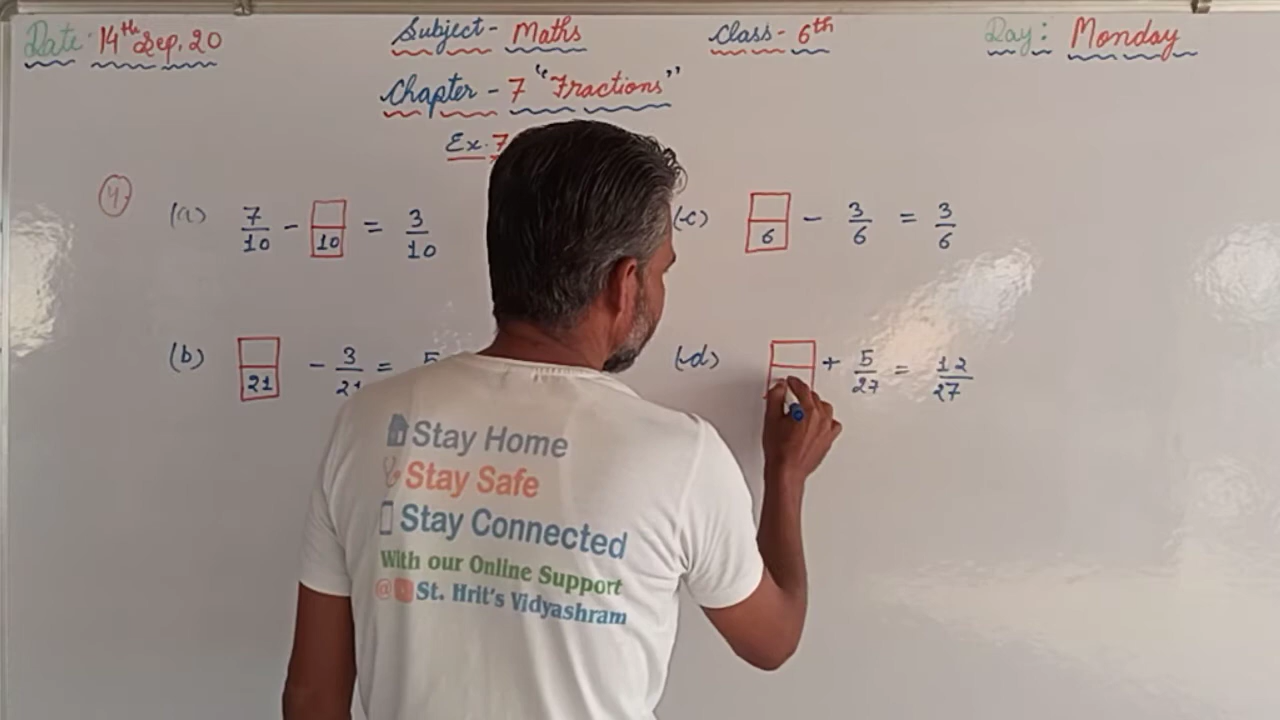 Date: 14th Sep. 20 Subject - Maths Class - 6th Day: Monday
Chapter - 7 "Fractions"
Ex. 7
4) (a) 7/10 - □/10 = 3/10 (c) □/6 - 3/6 = 3/6
(b) □/21 - 3/21 = 5 (d) □ + 5/27 = 12/27
Stay Home
Stay Safe
Stay Connected
With our Online Support
@ St. Hrit's Vidyashram